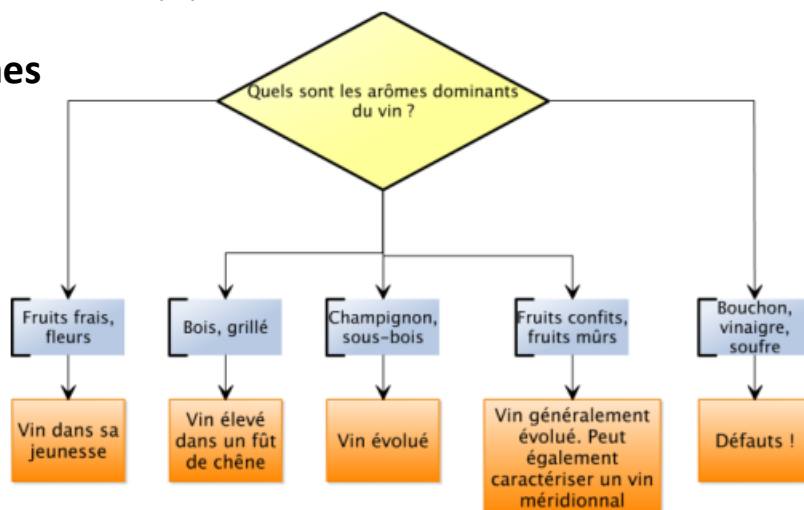 nes
Quels sont les arômes dominants
du vin ?
Fruits frais,
fleurs
Bois, grillé
Champignon,
sous-bois
Fruits confits,
fruits mûrs
Bouchon,
vinaigre,
soufre
Vin dans sa
jeunesse
Vin élevé
dans un fût
de chêne
Vin évolué
Vin généralement
évolué. Peut
également
caractériser un vin
méridionnal
Défauts !